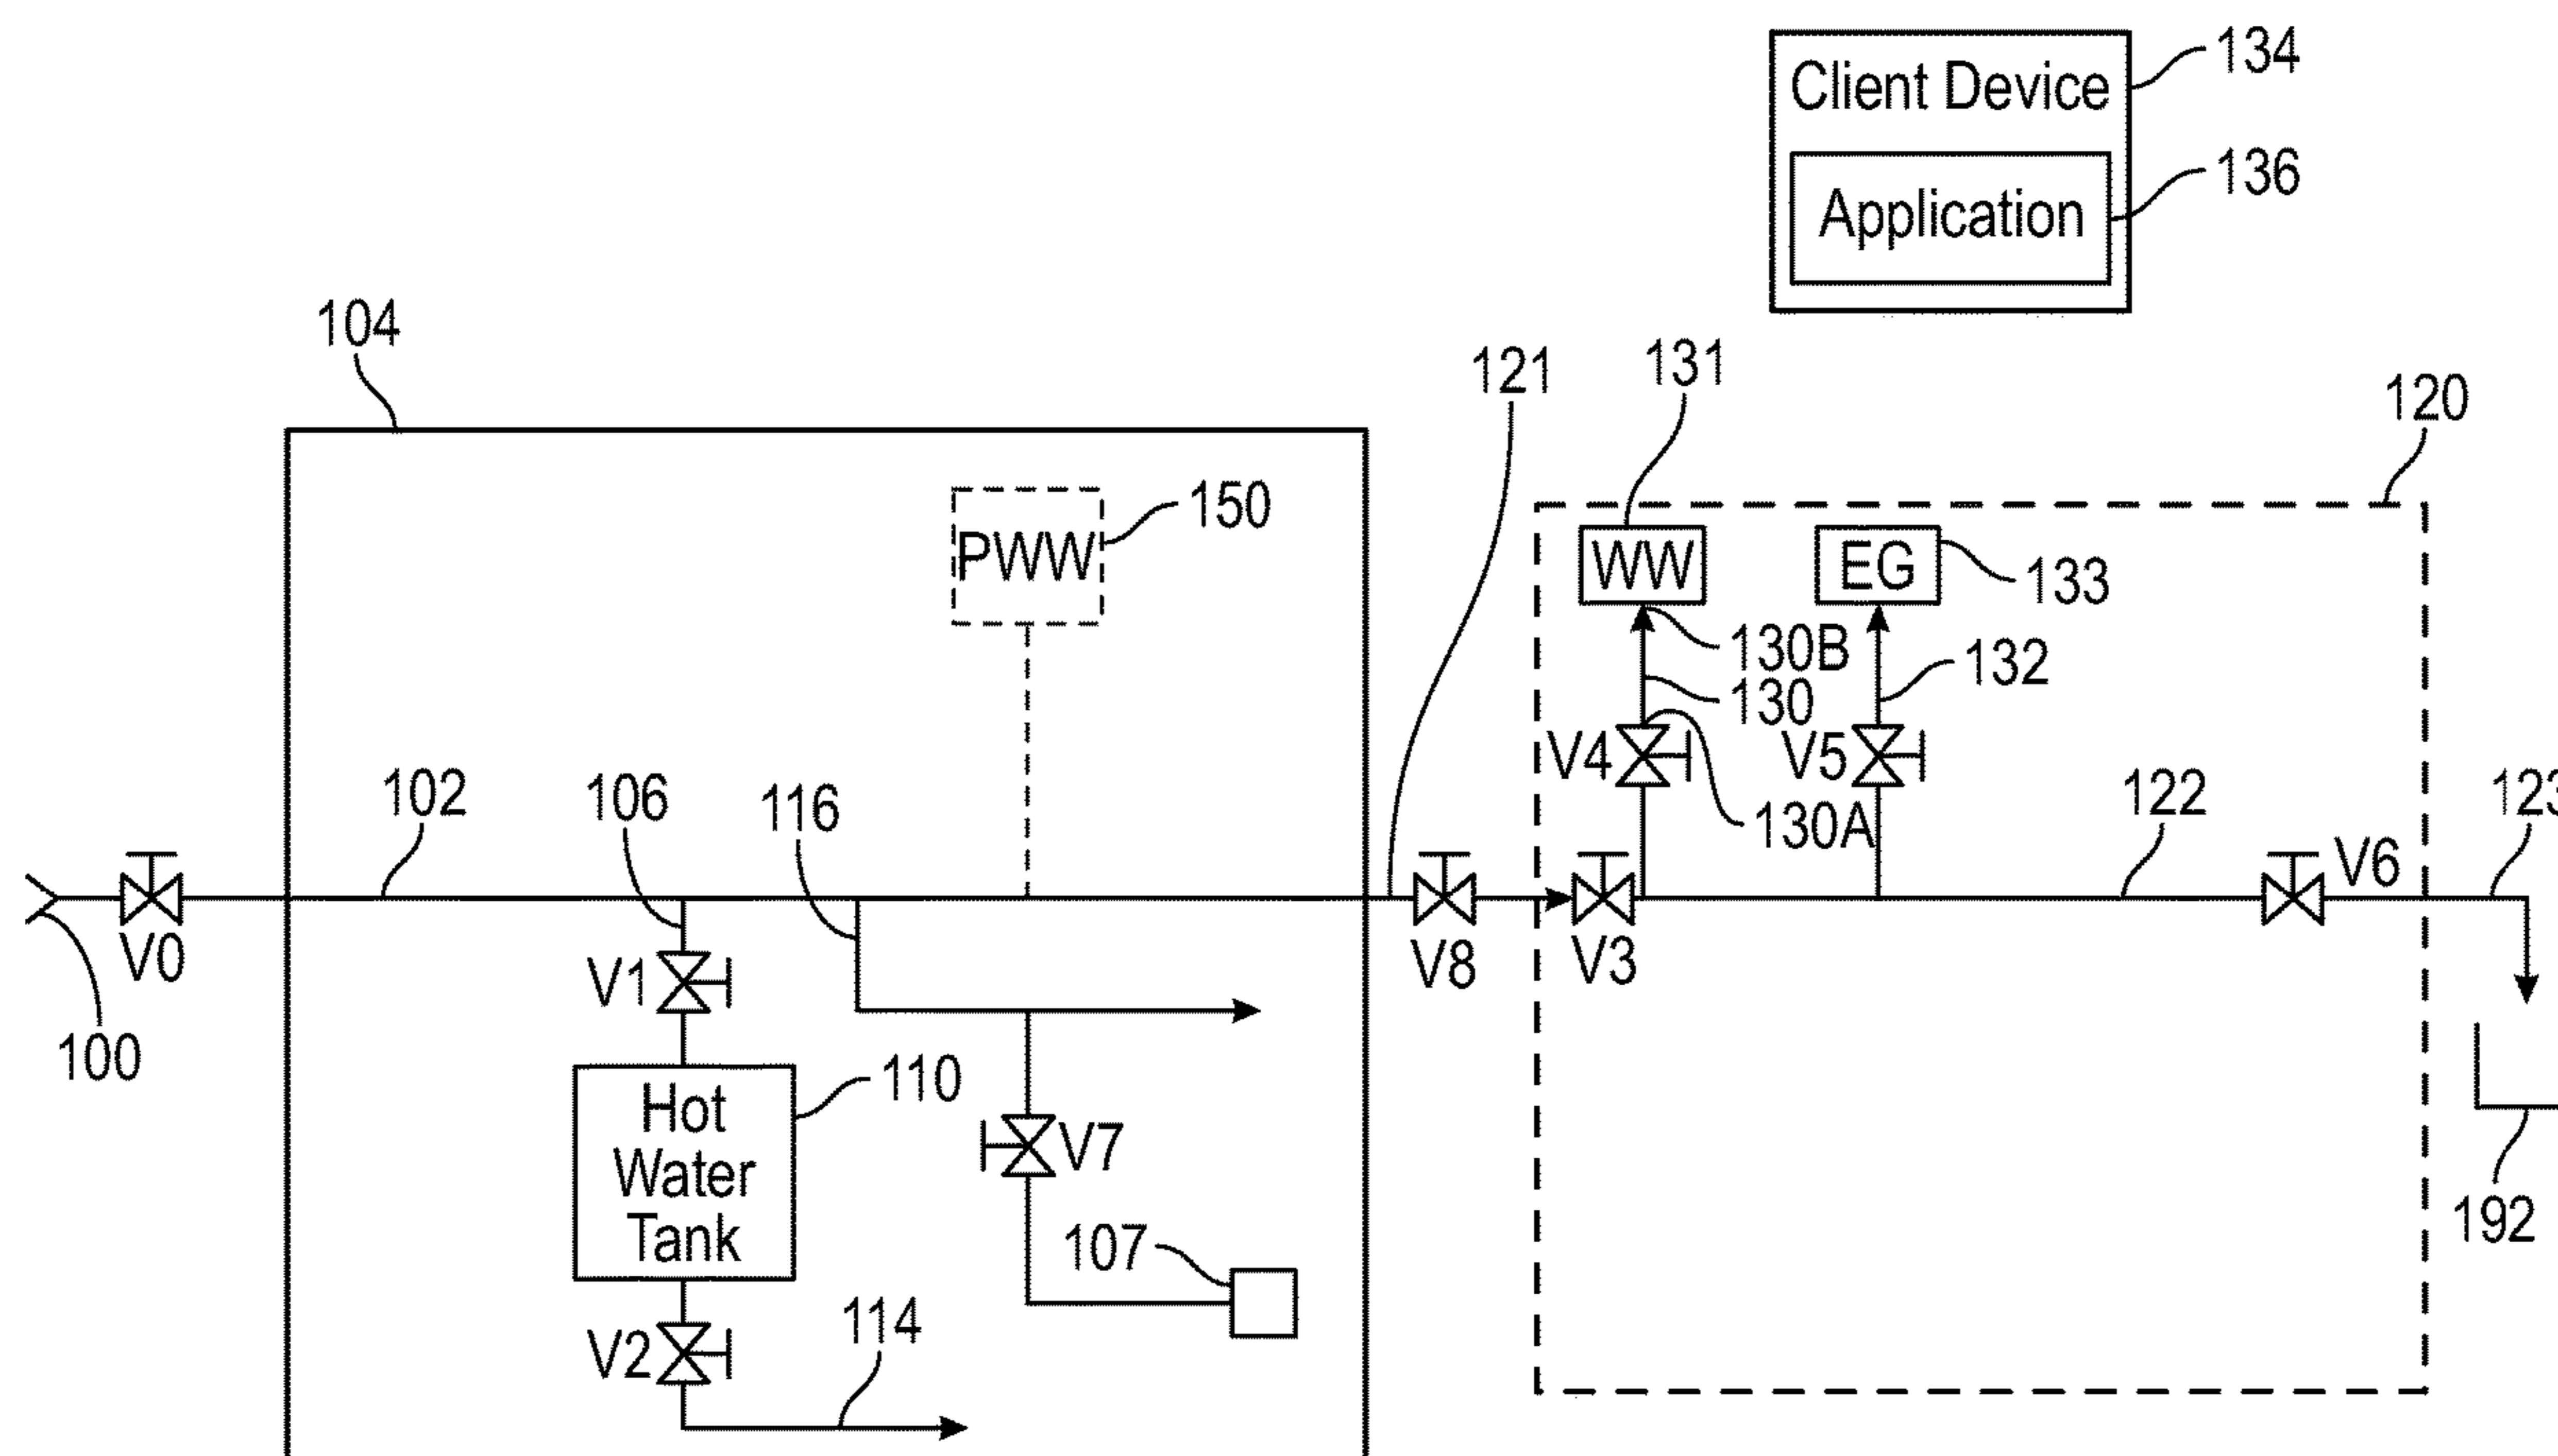 Client Device
134
Application
136
104
121
131
120
PWW
150
WW
EG
133
130B
132
130
V4
V5
130A
102
106
116
122
123
V6
V0
V1
V8
V3
100
Hot
Water
Tank
110
V7
107
V2
114
192